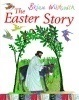 Brian Wildsmith
The
Easter Story